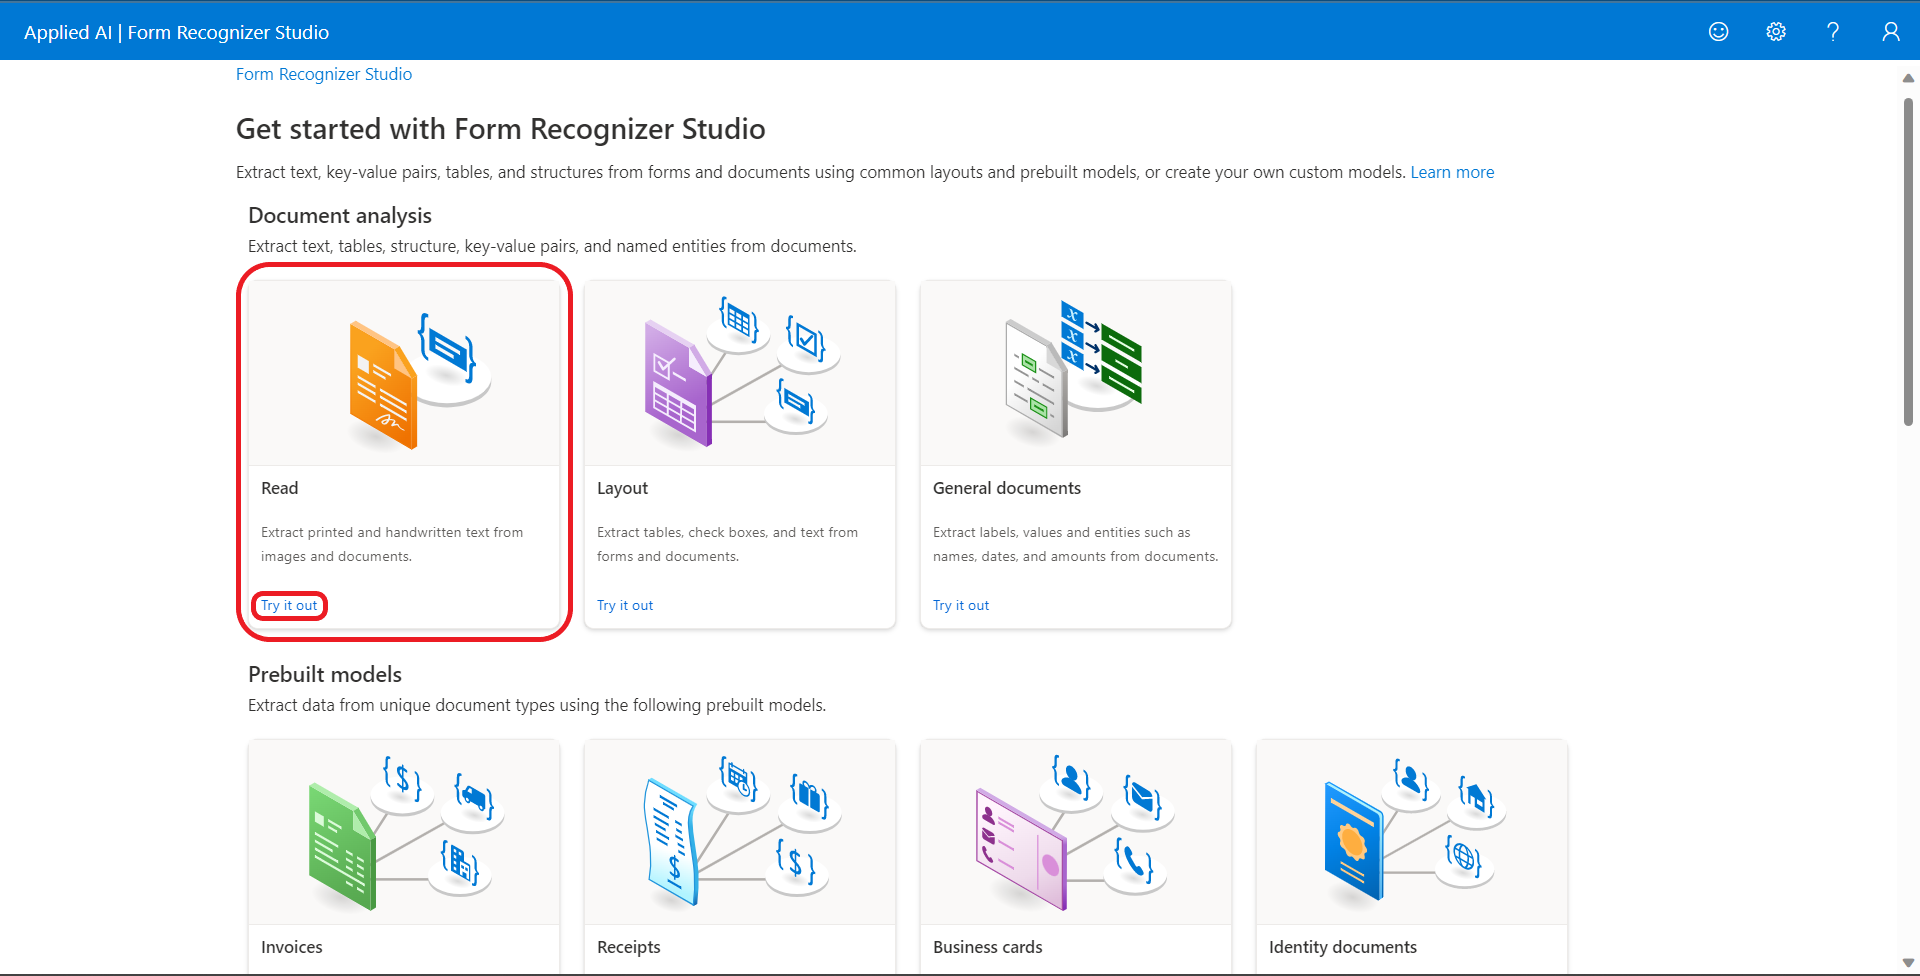 Applied AI | Form Recognizer Studio
Form Recognizer Studio
Get started with Form Recognizer Studio
Extract text, key-value pairs, tables, and structures from forms and documents using common layouts and prebuilt models, or create your own custom models. Learn more
Document analysis
Extract text, tables, structure, key-value pairs, and named entities from documents.
Read
Extract printed and handwritten text from
images and documents.
Try it out
Layout
Extract tables, check boxes, and text from
forms and documents.
Try it out
General documents
Extract labels, values and entities such as
names, dates, and amounts from documents.
Try it out
Prebuilt models
Extract data from unique document types using the following prebuilt models.
Invoices
Receipts
Business cards
Identity documents